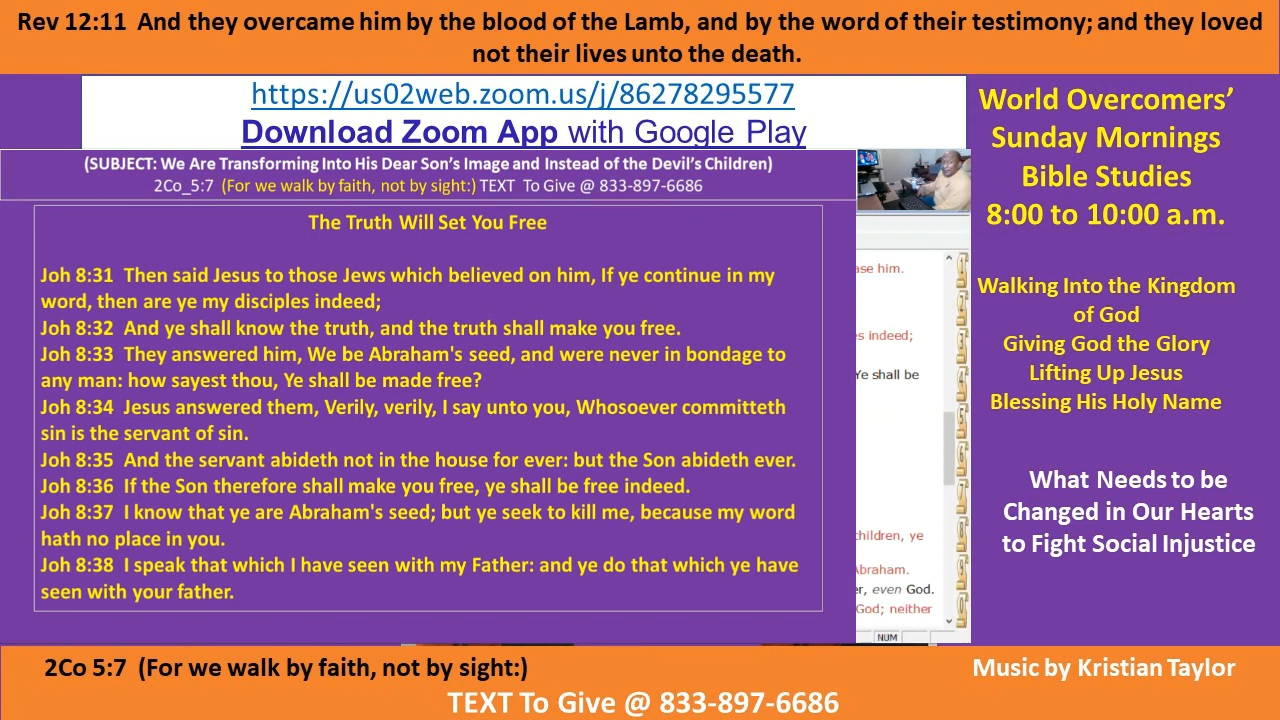 Rev 12:11  And they overcame him by the blood of the Lamb, and by the word of their testimony; and they loved
not their lives unto the death.
https://us02web.zoom.us/j/86278295577
Download Zoom App with Google Play
(SUBJECT: We Are Transforming Into His Dear Son's Image and Instead of the Devil's Children)
2Co_5:7  (For we walk by faith, not by sight:) TEXT  To Give @ 833-897-6686
The Truth Will Set You Free
Joh 8:31  Then said Jesus to those Jews which believed on him, If ye continue in my
word, then are ye my disciples indeed;
Joh 8:32  And ye shall know the truth, and the truth shall make you free.
Joh 8:33  They answered him, We be Abraham's seed, and were never in bondage to
any man: how sayest thou, Ye shall be made free?
Joh 8:34  Jesus answered them, Verily, verily, I say unto you, Whosoever committeth
sin is the servant of sin.
Joh 8:35  And the servant abideth not in the house for ever: but the Son abideth ever.
Joh 8:36  If the Son therefore shall make you free, ye shall be free indeed.
Joh 8:37  I know that ye are Abraham's seed; but ye seek to kill me, because my word
hath no place in you.
Joh 8:38  I speak that which I have seen with my Father: and ye do that which ye have
seen with your father.
him.
indeed;
Ye shall be
children, ye
Abraham.
even God.
God; neither
NUM
World Overcomers'
Sunday Mornings
Bible Studies
8:00 to 10:00 a.m.
Walking Into the Kingdom
of God
Giving God the Glory
Lifting Up Jesus
Blessing His Holy Name
What Needs to be
Changed in Our Hearts
to Fight Social Injustice
2Co 5:7  (For we walk by faith, not by sight:)
Music by Kristian Taylor
TEXT To Give @ 833-897-6686